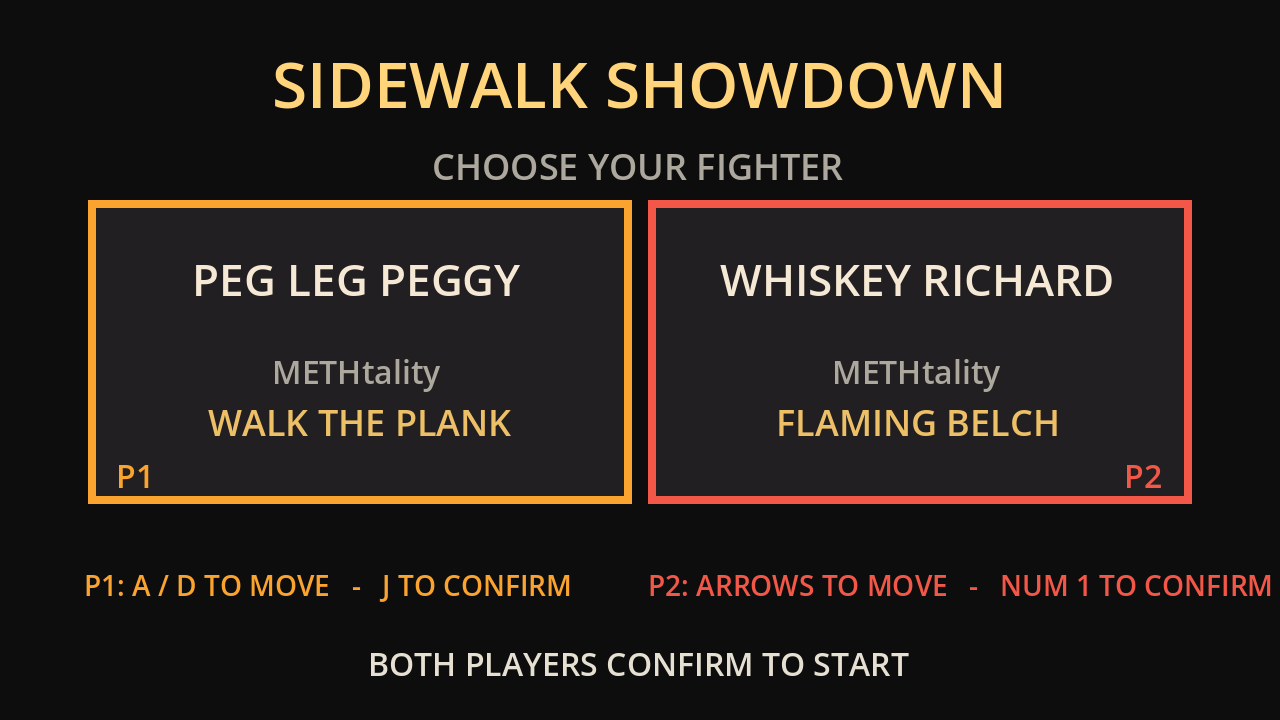 SIDEWALK SHOWDOWN
CHOOSE YOUR FIGHTER
PEG LEG PEGGY
METHtality
WALK THE PLANK
P1
WHISKEY RICHARD
METHtality
FLAMING BELCH
P2
P1: A / D TO MOVE - J TO CONFIRM
P2: ARROWS TO MOVE - NUM 1 TO CONFIRM
BOTH PLAYERS CONFIRM TO START